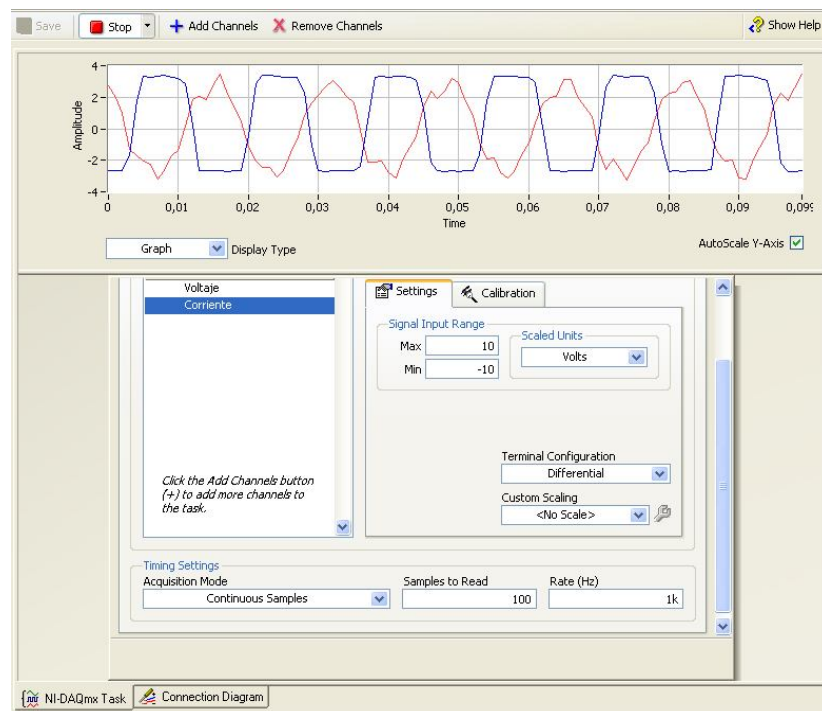 Save Stop Add Channels Remove Channels Show Help
4
2
0
-2
-4
Amplitude
0 0,01 0,02 0,03 0,04 0,05 0,06 0,07 0,08 0,09 0,099
Time
Graph Display Type
AutoScale Y-Axis
Voltaje
Corriente
Click the Add Channels button
(+) to add more channels to
the task.
Settings Calibration
Signal Input Range
Max 10
Min -10
Scaled Units
Volts
Terminal Configuration
Differential
Custom Scaling
<No Scale>
Timing Settings
Acquisition Mode Samples to Read Rate (Hz)
Continuous Samples 100 1k
NI-DAQmx Task Connection Diagram